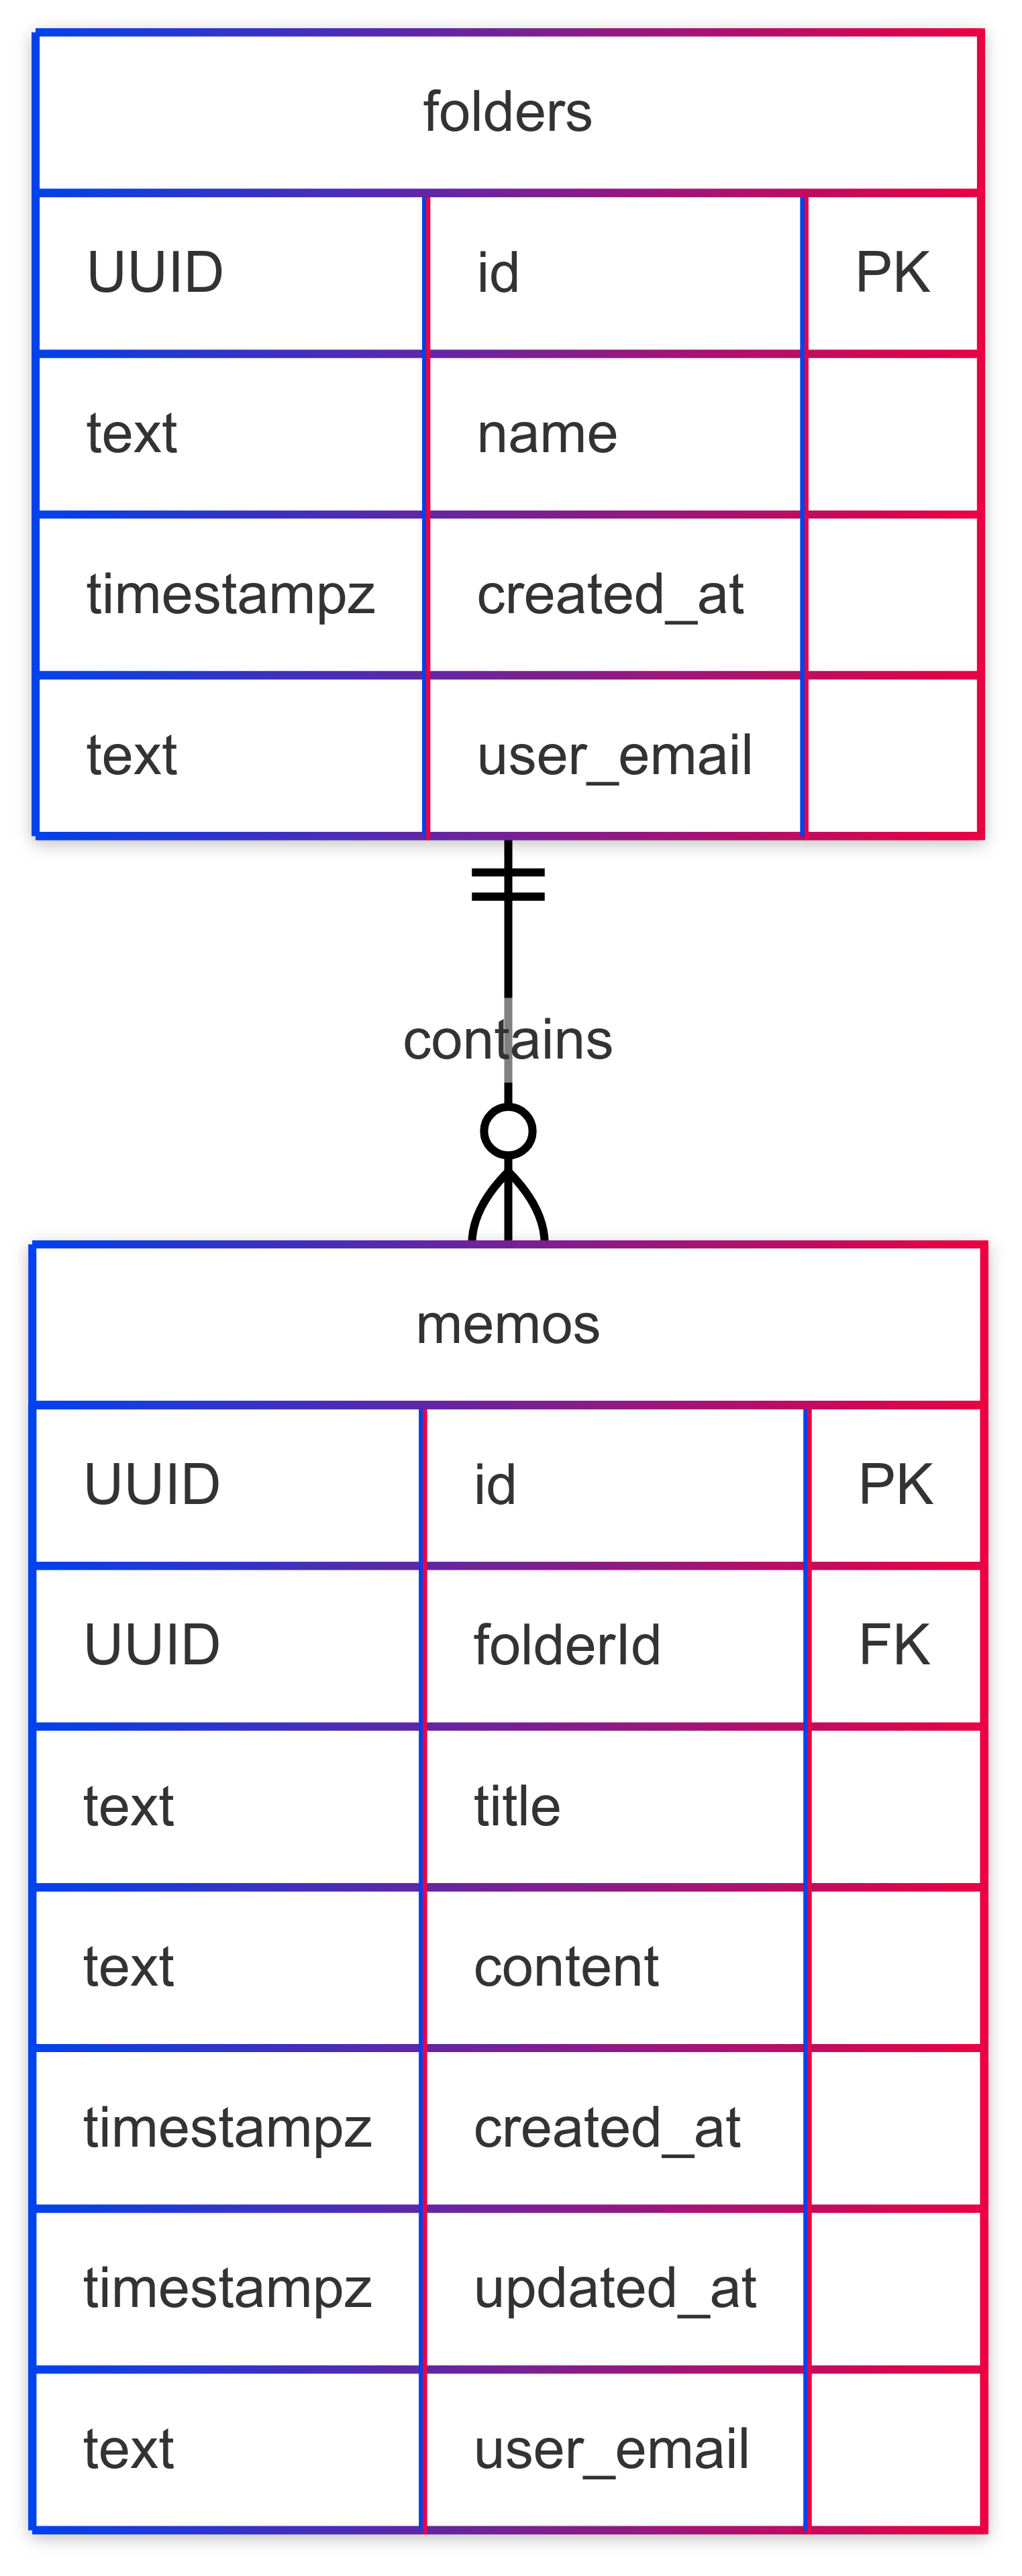 folders
UUID id PK
text name
timestampz created_at
text user_email
contains
memos
UUID id PK
UUID folderId FK
text title
text content
timestampz created_at
timestampz updated_at
text user_email